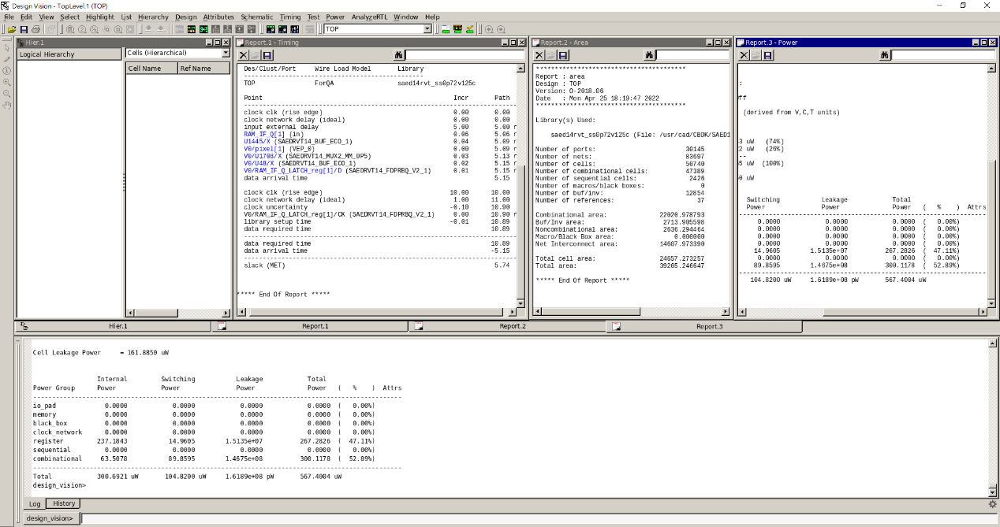 Design Vision - TopLevel.1 (TOP)
File Edit View Select Highlight List Hierarchy Design Attributes Schematic Timing Test Power AnalyzeRTL Window Help
TOP
Hier.1
Logical Hierarchy
Cells (Hierarchical)
Cell Name Ref Name
Report.1 - Timing
Des/Clust/Port Wire Load Model Library
------------------------------------------------
TOP ForQA saed14rvt_ss0p72v125c
Point Incr Path
--------------------------------------------------------------------------
clock clk (rise edge) 0.00 0.00
clock network delay (ideal) 0.00 0.00
input external delay 5.00 5.00 r
RAM_IF_Q[1] (in) 0.06 5.06 r
U1445/X (SAEDRVT14_BUF_ECO_1) 0.04 5.09 r
V0/pixel[1] (VEP_0) 0.00 5.09 r
V0/U1708/X (SAEDRVT14_MUX2_MM_0P5) 0.03 5.13 r
V0/U48/X (SAEDRVT14_BUF_ECO_1) 0.02 5.15 r
V0/RAM_IF_Q_LATCH_reg[1]/D (SAEDRVT14_FDPRBQ_V2_1) 0.01 5.15 r
data arrival time 5.15
clock clk (rise edge) 10.00 10.00
clock network delay (ideal) 1.00 11.00
clock uncertainty -0.10 10.90
V0/RAM_IF_Q_LATCH_reg[1]/CK (SAEDRVT14_FDPRBQ_V2_1) 0.00 10.90 r
library setup time -0.01 10.89
data required time 10.89
--------------------------------------------------------------------------
data required time 10.89
data arrival time -5.15
--------------------------------------------------------------------------
slack (MET) 5.74
***** End Of Report *****
Report.2 - Area
****************************************
Report : area
Design : TOP
Version: O-2018.06
Date : Mon Apr 25 18:19:47 2022
****************************************
Library(s) Used:
saed14rvt_ss0p72v125c (File: /usr/cad/CBDK/SAED1
Number of ports: 30145
Number of nets: 83697
Number of cells: 50740
Number of combinational cells: 47389
Number of sequential cells: 2426
Number of macros/black boxes: 0
Number of buf/inv: 12854
Number of references: 37
Combinational area: 22020.978793
Buf/Inv area: 2713.905598
Noncombinational area: 2636.294464
Macro/Black Box area: 0.000000
Net Interconnect area: 14607.973390
Total cell area: 24657.273257
Total area: 39265.246647
***** End Of Report *****
Report.3 - Power
:
ff
(derived from V,C,T units)
3 uW (74%)
2 uW (26%)
--
5 uW (100%)
0 uW
Switching Leakage Total
Power Power Power ( % ) Attrs
--------------------------------------------------------------------------
0.0000 0.0000 0.0000 ( 0.00%)
0.0000 0.0000 0.0000 ( 0.00%)
0.0000 0.0000 0.0000 ( 0.00%)
0.0000 0.0000 0.0000 ( 0.00%)
14.9605 1.5135e+07 267.2826 ( 47.11%)
0.0000 0.0000 0.0000 ( 0.00%)
89.8595 1.4675e+08 300.1178 ( 52.89%)
--------------------------------------------------------------------------
104.8200 uW 1.6189e+08 pW 567.4004 uW
Hier.1 Report.1 Report.2 Report.3
Cell Leakage Power = 161.8850 uW
Internal Switching Leakage Total
Power Group Power Power Power Power ( % ) Attrs
--------------------------------------------------------------------------------
io_pad 0.0000 0.0000 0.0000 0.0000 ( 0.00%)
memory 0.0000 0.0000 0.0000 0.0000 ( 0.00%)
black_box 0.0000 0.0000 0.0000 0.0000 ( 0.00%)
clock_network 0.0000 0.0000 0.0000 0.0000 ( 0.00%)
register 237.1843 14.9605 1.5135e+07 267.2826 ( 47.11%)
sequential 0.0000 0.0000 0.0000 0.0000 ( 0.00%)
combinational 63.5078 89.8595 1.4675e+08 300.1178 ( 52.89%)
--------------------------------------------------------------------------------
Total 300.6921 uW 104.8200 uW 1.6189e+08 pW 567.4004 uW
design_vision>
Log History
design_vision>